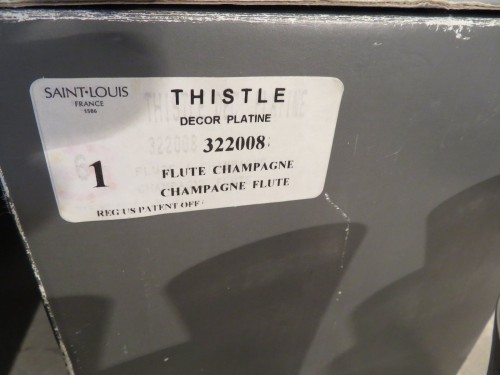 SAINT-LOUIS
FRANCE
1586
THISTLE
DECOR PLATINE
322008
1
FLUTE CHAMPAGNE
CHAMPAGNE FLUTE
REG US PATENT OFF